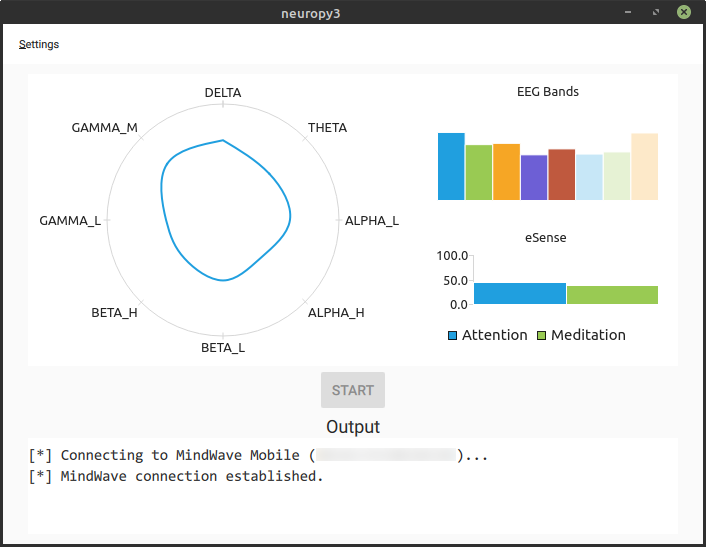 neuropy3
Settings
DELTA
THETA
ALPHA_L
ALPHA_H
BETA_L
BETA_H
GAMMA_L
GAMMA_M
EEG Bands
eSense
100.0
50.0
0.0
Attention Meditation
START
Output
[*] Connecting to MindWave Mobile ( )...
[*] MindWave connection established.